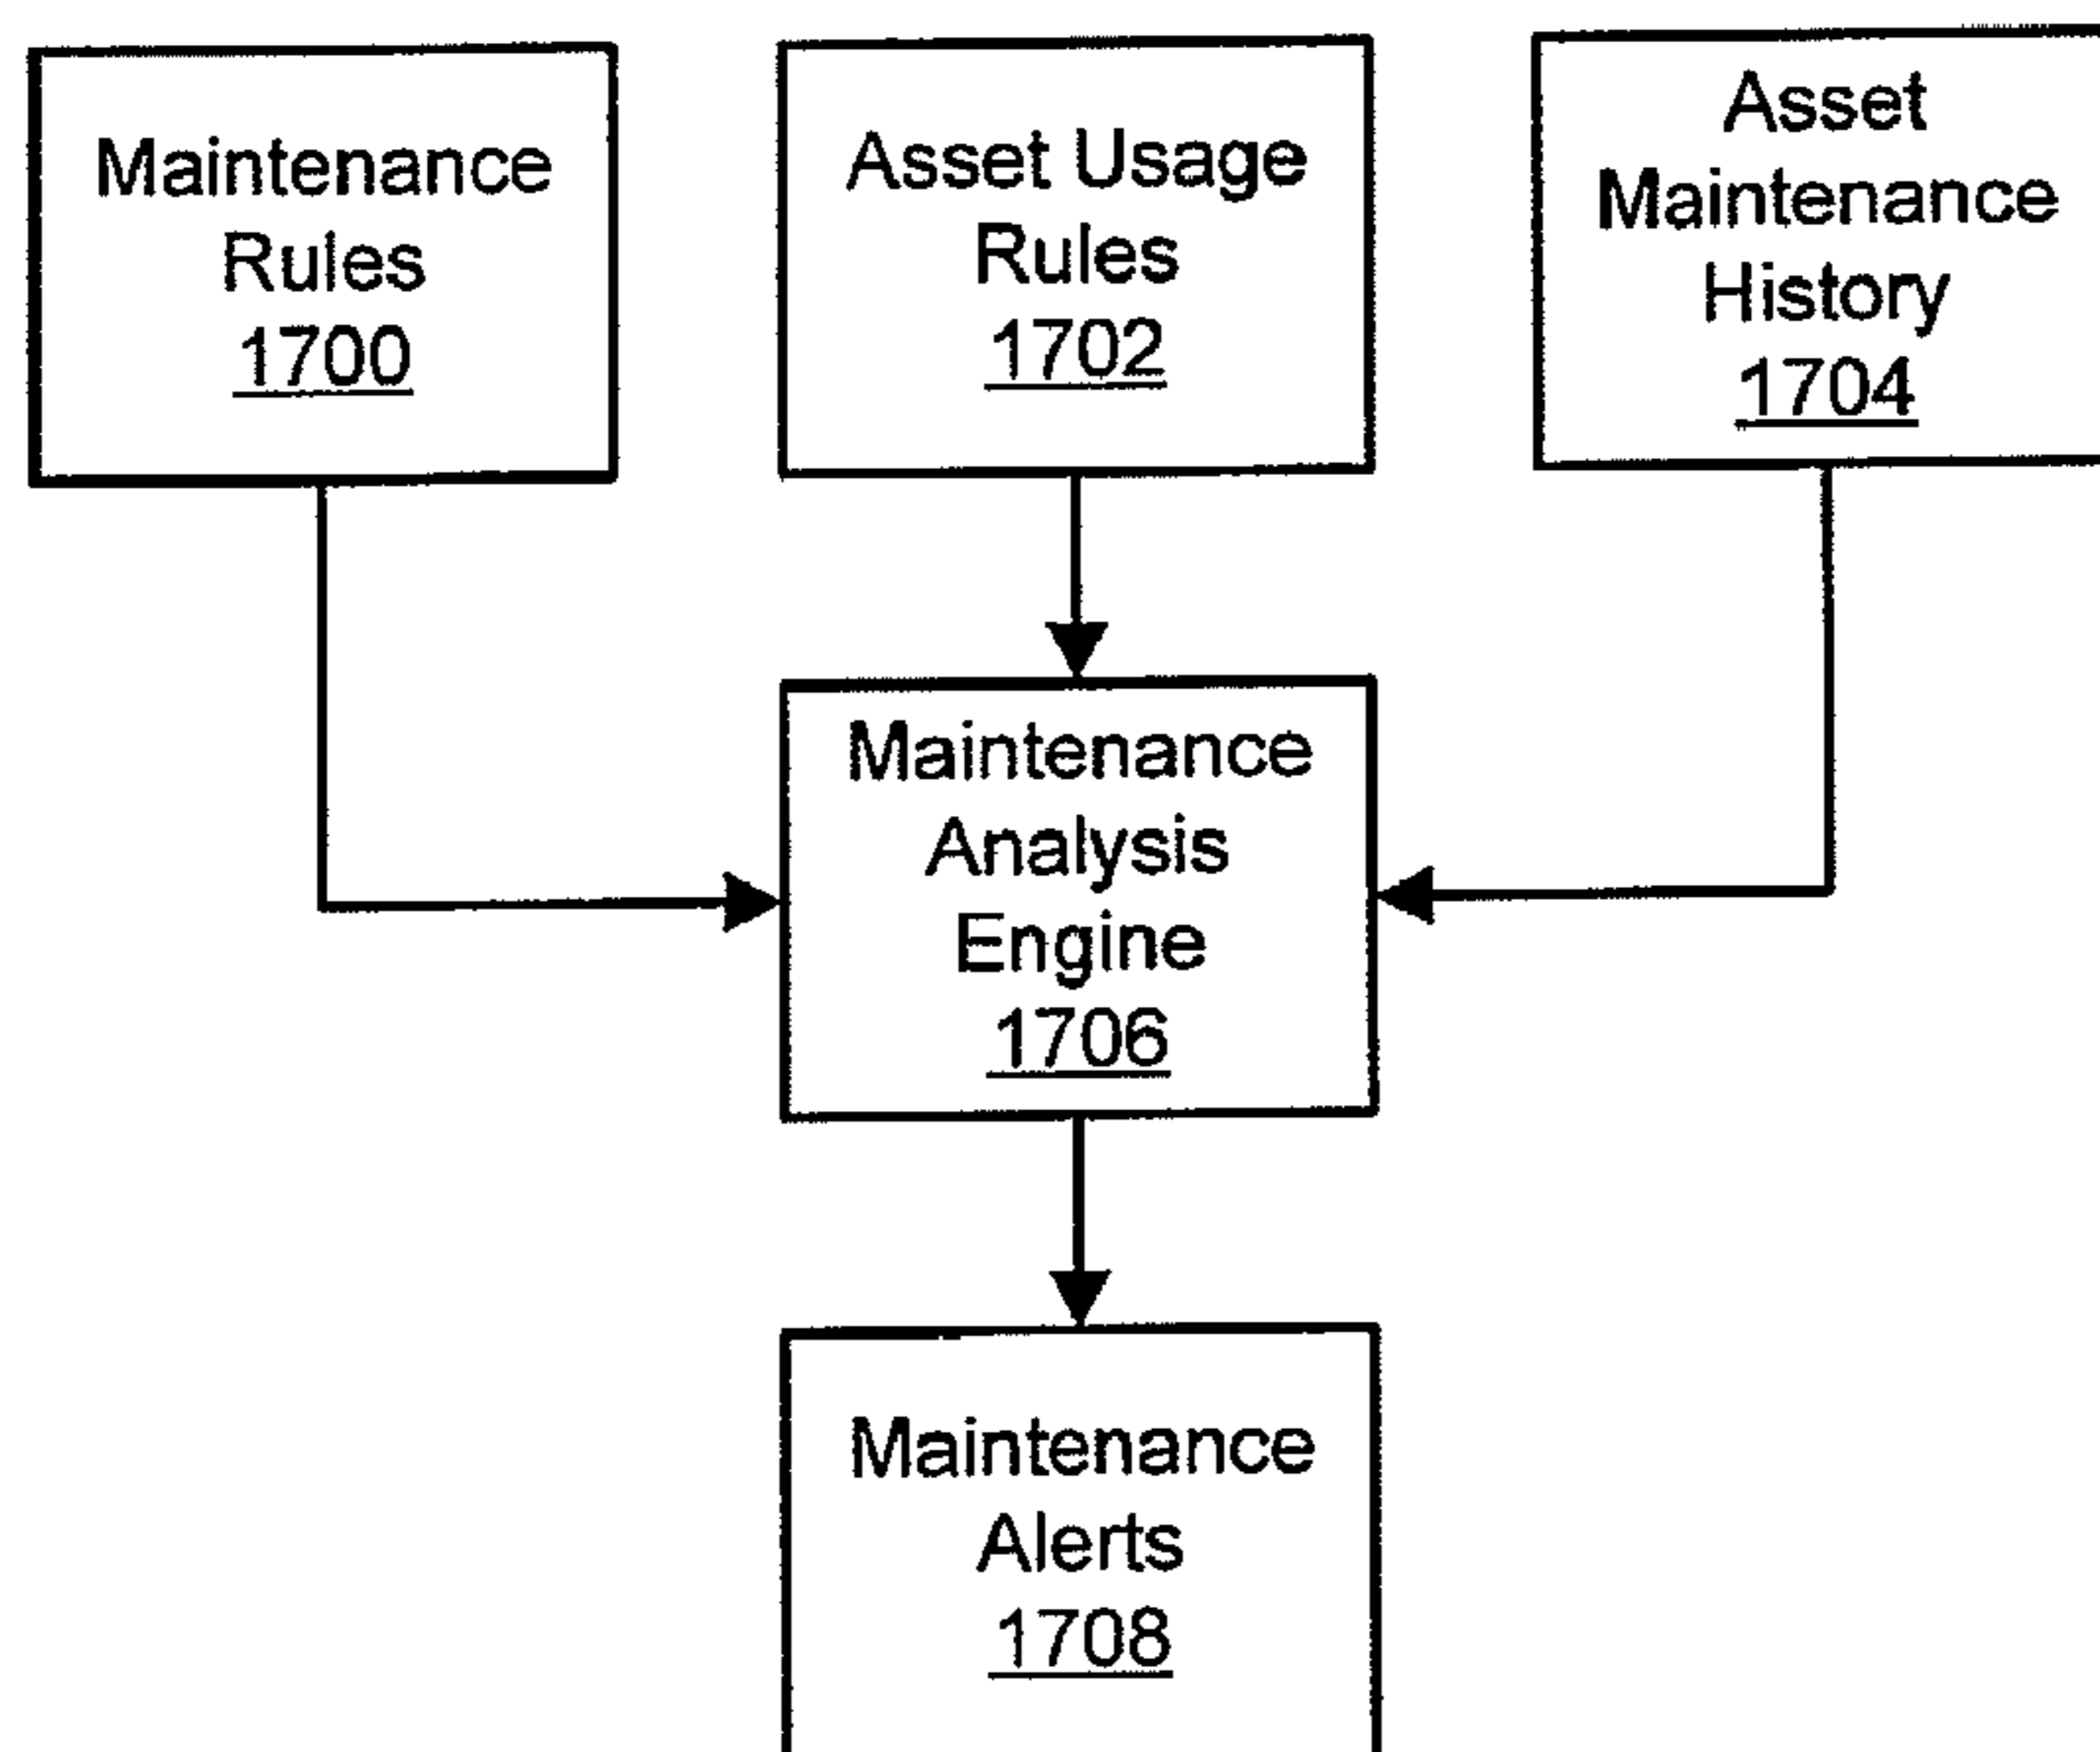 Maintenance
Rules
1700
Asset Usage
Rules
1702
Asset
Maintenance
History
1704
Maintenance
Analysis
Engine
1706
Maintenance
Alerts
1708